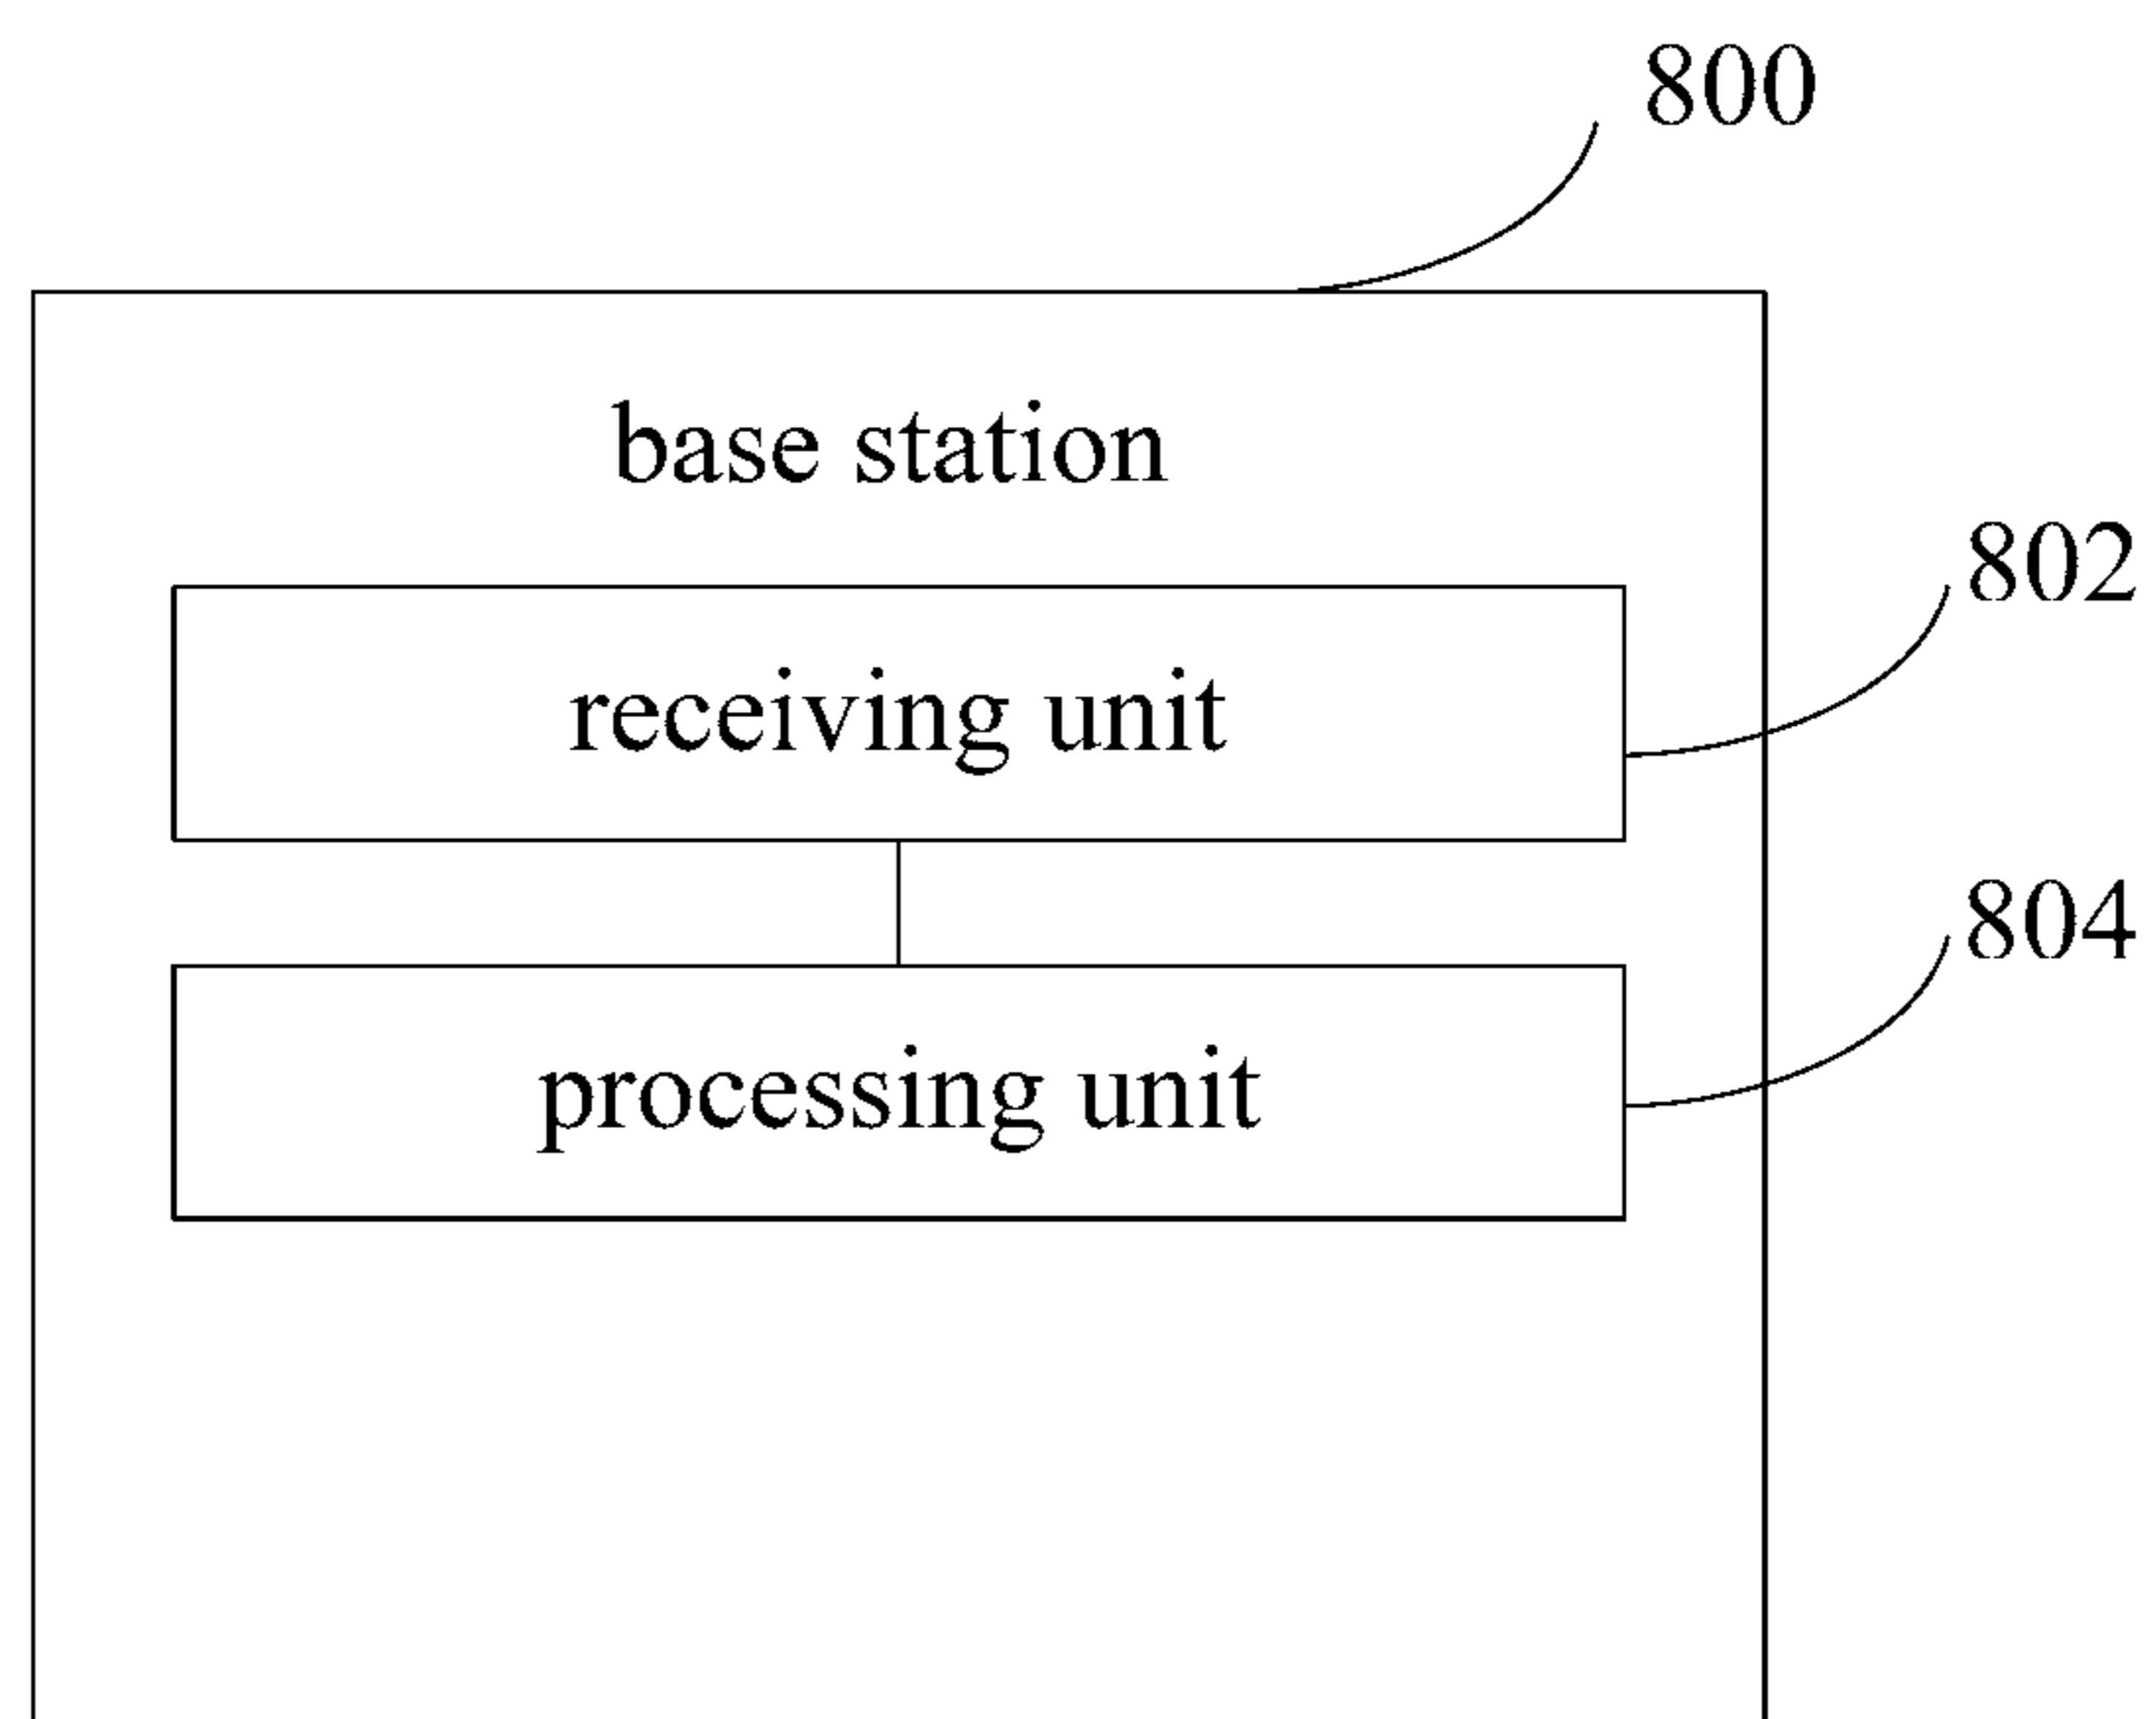 800
base station
802
receiving unit
804
processing unit